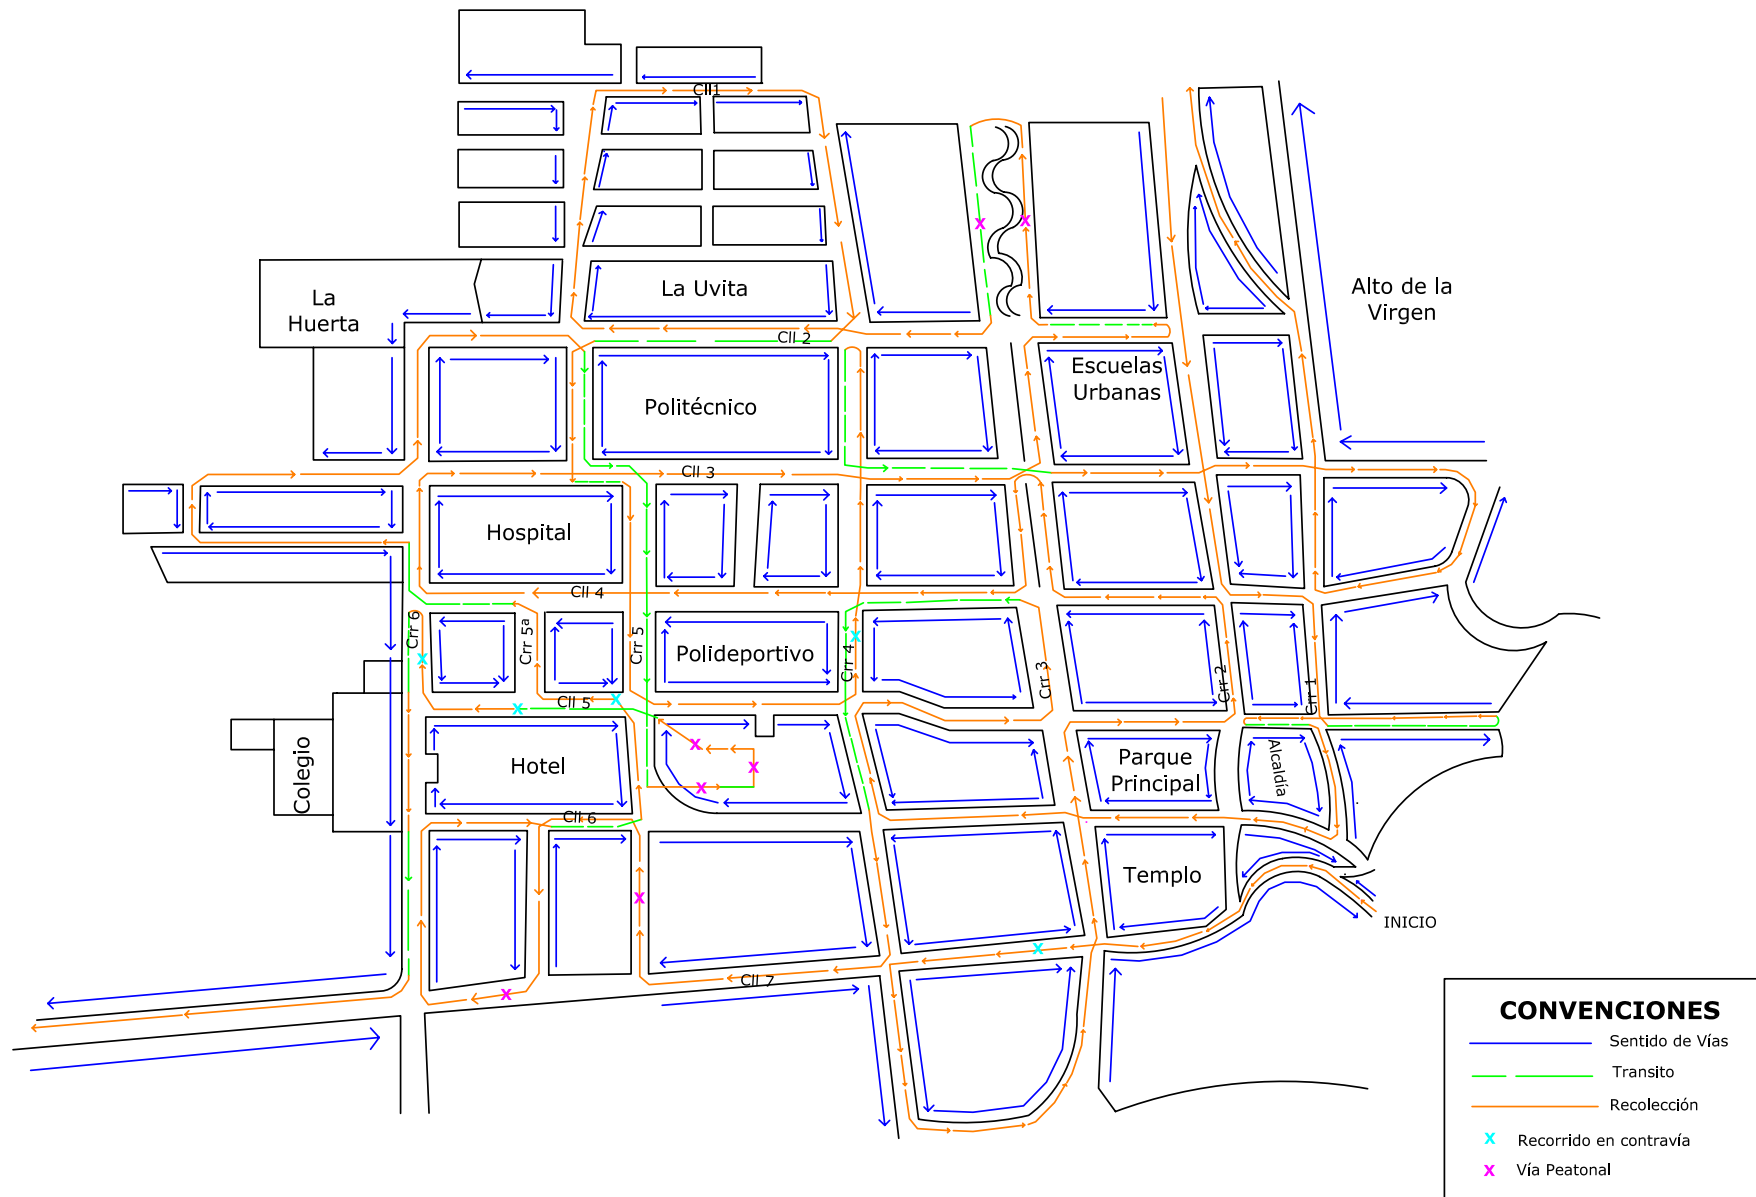 Cll1
La
Huerta
La Uvita
Alto de la
Virgen
Cll 2
Escuelas
Urbanas
Politécnico
Cll 3
Hospital
Cll 4
Crr 6
Crr 5ª
Crr 5
Polideportivo
Crr 4
Crr 3
Crr 2
Crr 1
Cll 5
Colegio
Hotel
Parque
Principal
Alcaldía
Cll 6
Templo
INICIO
Cll 7
CONVENCIONES
Sentido de Vías
Transito
Recolección
X Recorrido en contravía
X Vía Peatonal